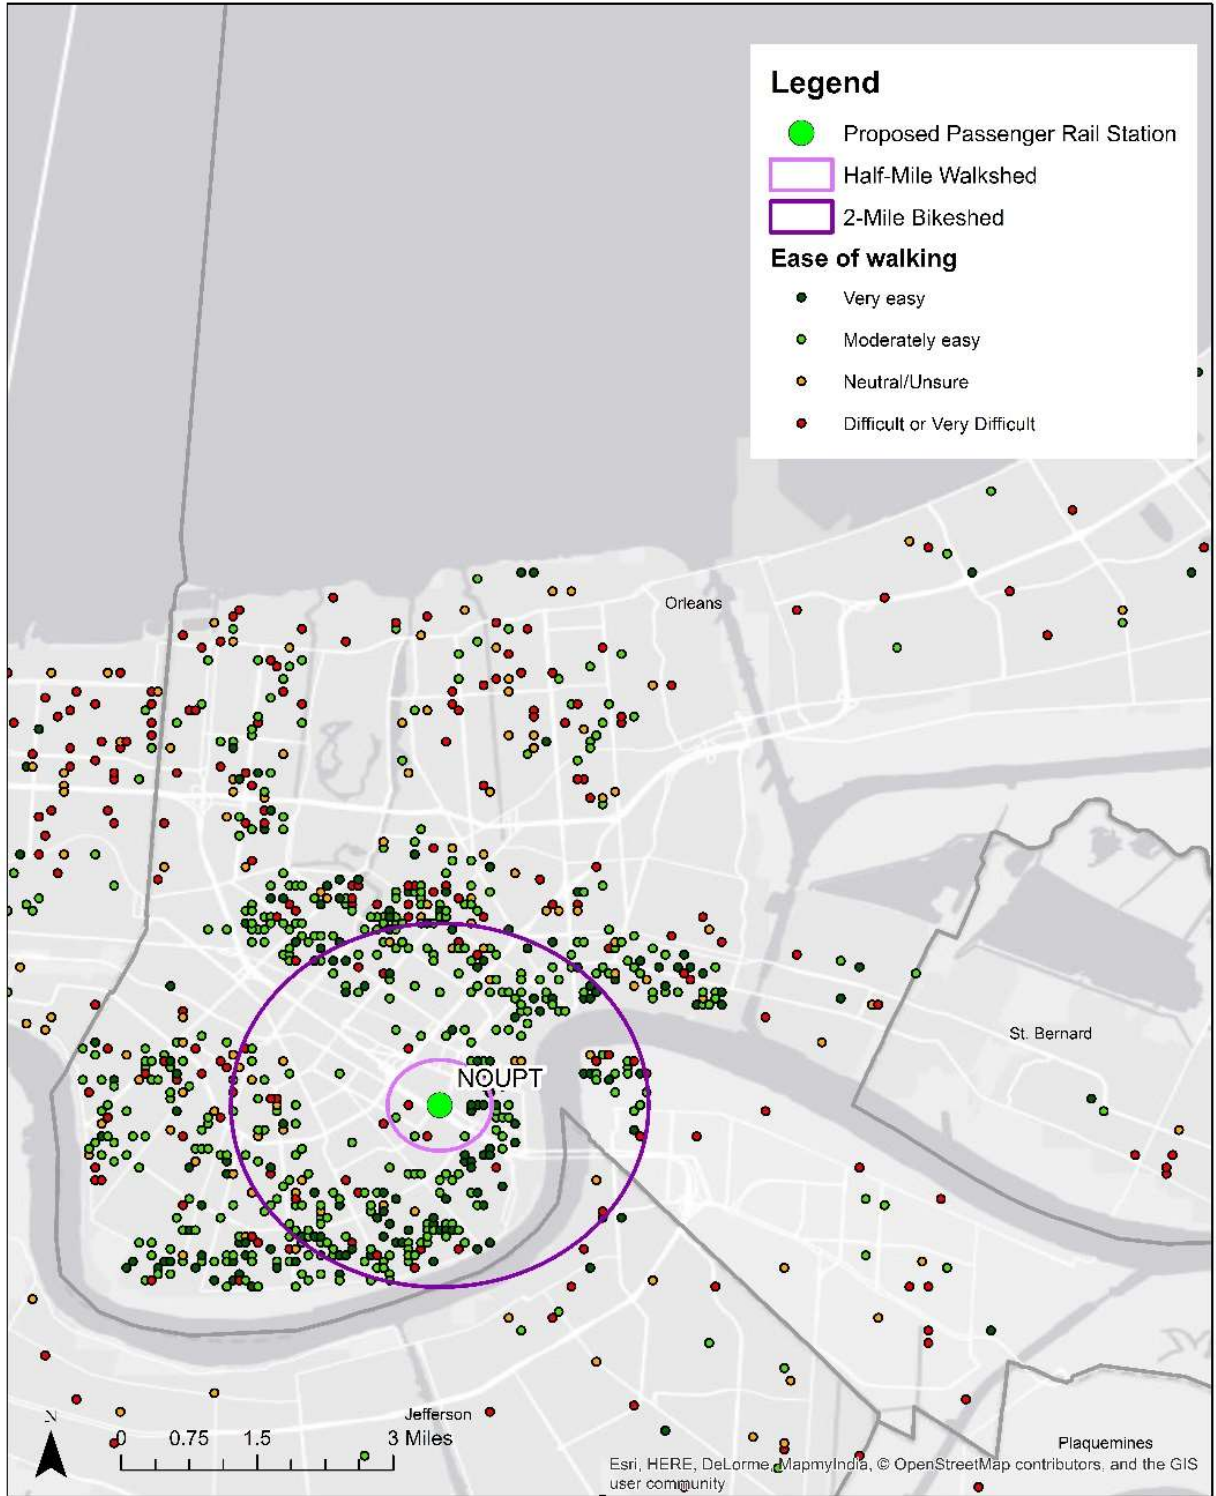 Legend
Proposed Passenger Rail Station
Half-Mile Walkshed
2-Mile Bikeshed
Ease of walking
Very easy
Moderately easy
Neutral/Unsure
Difficult or Very Difficult
Orleans
St. Bernard
NOUPT
Jefferson
N
0 0.75 1.5 3 Miles
Plaquemines
Esri, HERE, DeLorme, MapmyIndia, © OpenStreetMap contributors, and the GIS
user community